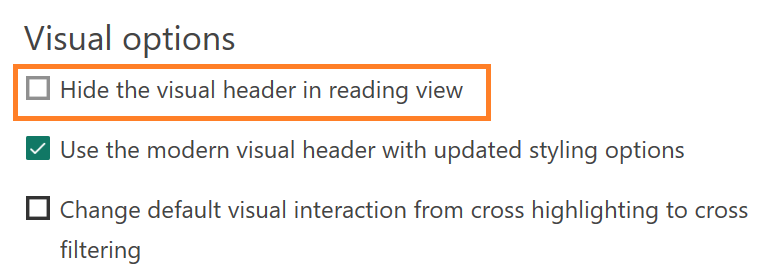 Visual options
Hide the visual header in reading view
Use the modern visual header with updated styling options
Change default visual interaction from cross highlighting to cross
filtering